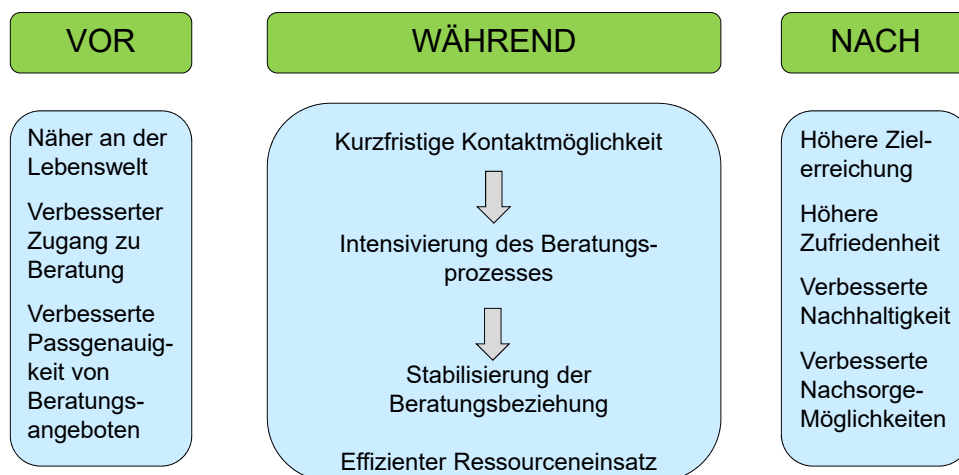 VOR
Näher an der
Lebenswelt
Verbesserter
Zugang zu
Beratung
Verbesserte
Passgenauig-
keit von
Beratungs-
angeboten
WÄHREND
Kurzfristige Kontaktmöglichkeit
Intensivierung des Beratungs-
prozesses
Stabilisierung der
Beratungsbeziehung
Effizienter Ressourceneinsatz
NACH
Höhere Ziel-
erreichung
Höhere
Zufriedenheit
Verbesserte
Nachhaltigkeit
Verbesserte
Nachsorge-
Möglichkeiten